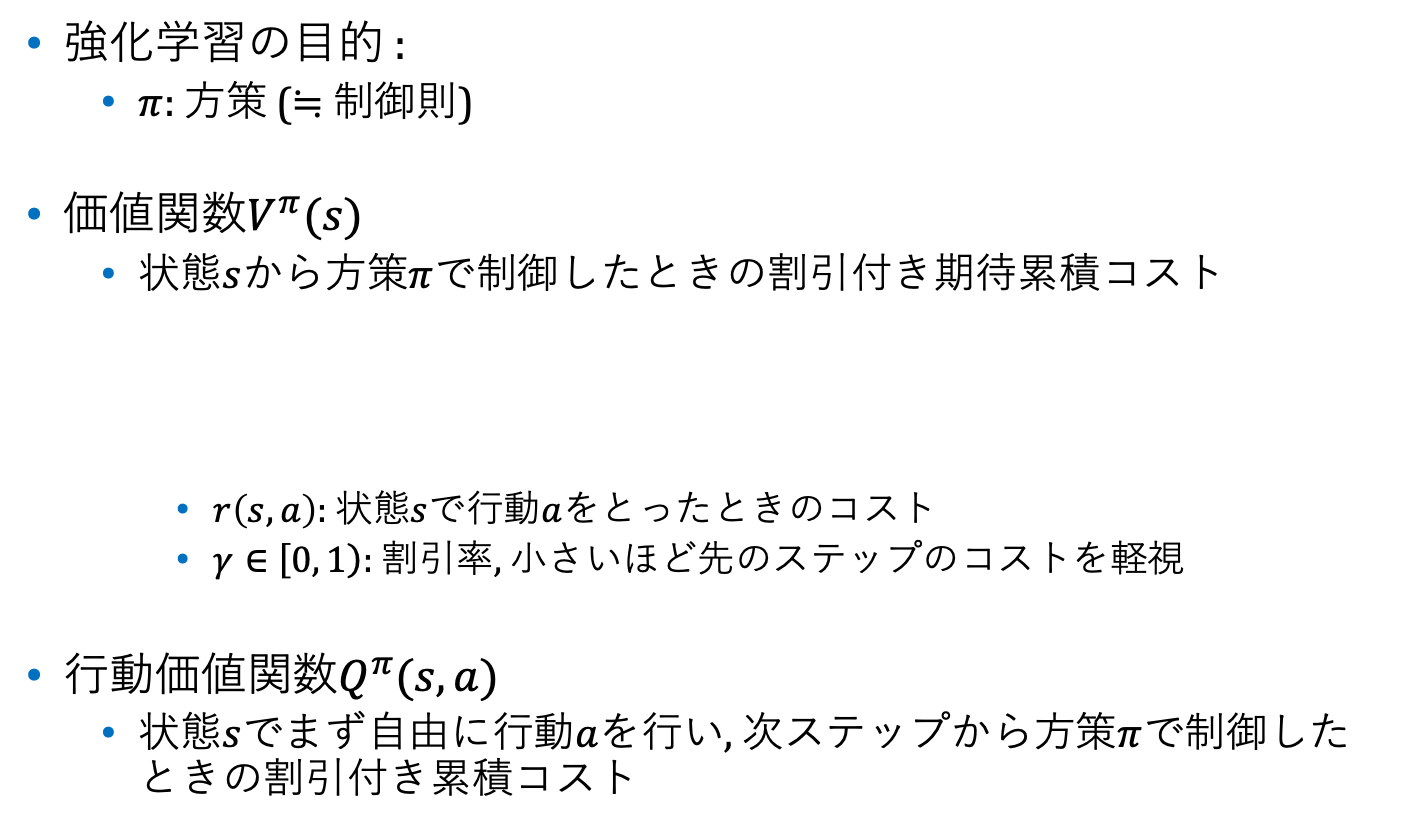 • 強化学習の目的 :
• π: 方策 (≒ 制御則)
• 価値関数V^π(s)
• 状態sから方策πで制御したときの割引付き期待累積コスト
• r(s, a): 状態sで行動aをとったときのコスト
• γ ∈ [0, 1): 割引率, 小さいほど先のステップのコストを軽視
• 行動価値関数Q^π(s, a)
• 状態sでまず自由に行動aを行い, 次ステップから方策πで制御した
ときの割引付き累積コスト